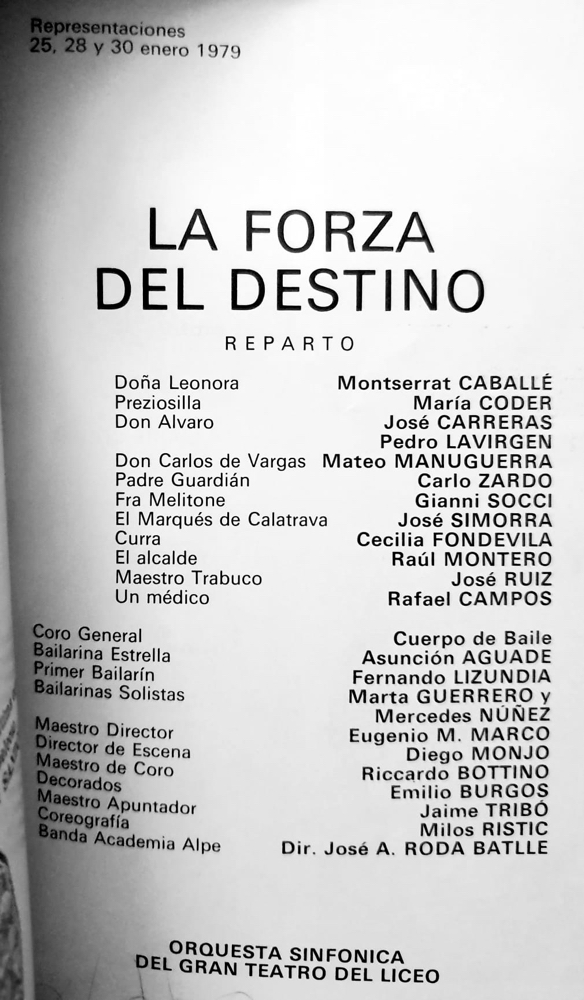 Representaciones
25, 28 y 30 enero 1979
LA FORZA
DEL DESTINO
REPARTO
Doña Leonora Montserrat CABALLÉ
Preziosilla María CODER
Don Alvaro José CARRERAS
Pedro LAVIRGEN
Don Carlos de Vargas Mateo MANUGUERRA
Padre Guardián Carlo ZARDO
Fra Melitone Gianni SOCCI
El Marqués de Calatrava José SIMORRA
Curra Cecilia FONDEVILA
El alcalde Raúl MONTERO
Maestro Trabuco José RUIZ
Un médico Rafael CAMPOS
Coro General Cuerpo de Baile
Bailarina Estrella Asunción AGUADE
Primer Bailarín Fernando LIZUNDIA
Bailarinas Solistas Marta GUERRERO y
Mercedes NÚÑEZ
Maestro Director Eugenio M. MARCO
Director de Escena Diego MONJO
Maestro de Coro Riccardo BOTTINO
Decorados Emilio BURGOS
Maestro Apuntador Jaime TRIBÓ
Coreografía Milos RISTIC
Banda Academia Alpe Dir. José A. RODA BATLLE
ORQUESTA SINFONICA
DEL GRAN TEATRO DEL LICEO